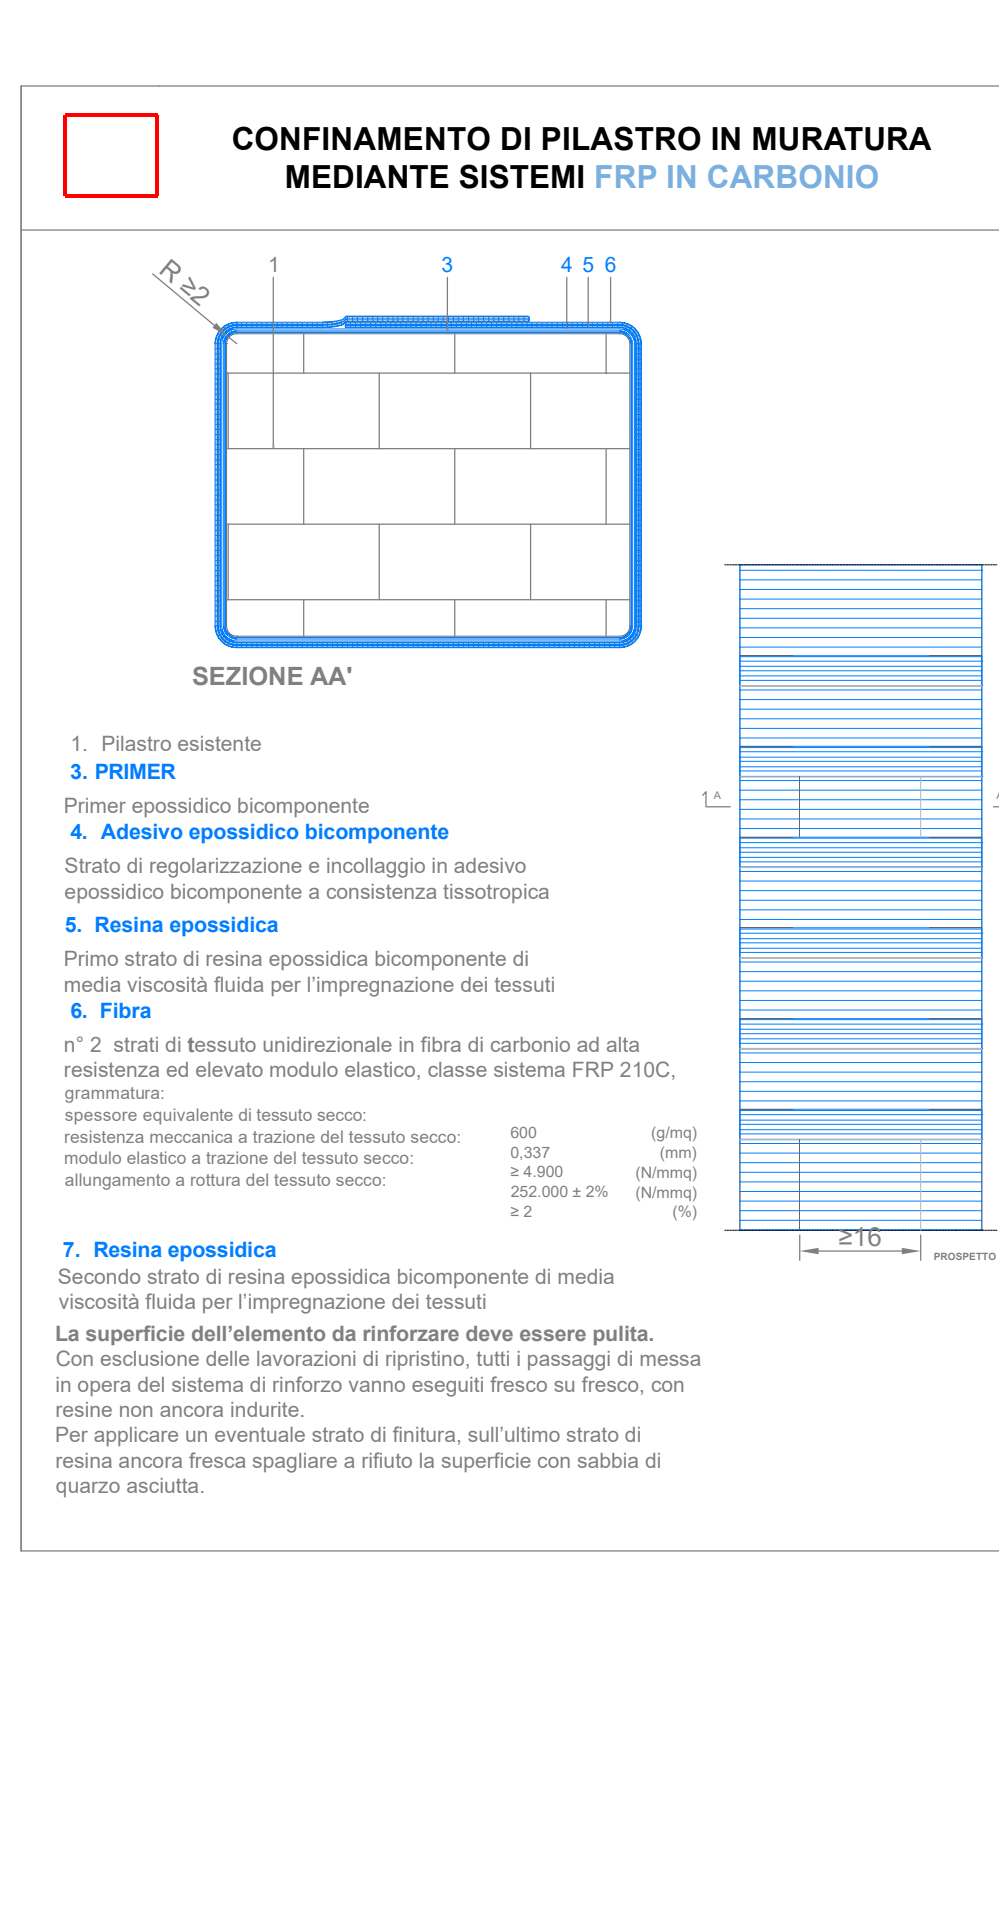 CONFINAMENTO DI PILASTRO IN MURATURA
MEDIANTE SISTEMI FRP IN CARBONIO
R ≥2
1 3 4 5 6
SEZIONE AA'
1. Pilastro esistente
3. PRIMER
Primer epossidico bicomponente
4. Adesivo epossidico bicomponente
Strato di regolarizzazione e incollaggio in adesivo
epossidico bicomponente a consistenza tissotropica
5. Resina epossidica
Primo strato di resina epossidica bicomponente di
media viscosità fluida per l'impregnazione dei tessuti
6. Fibra
n° 2 strati di tessuto unidirezionale in fibra di carbonio ad alta
resistenza ed elevato modulo elastico, classe sistema FRP 210C,
grammatura:
spessore equivalente di tessuto secco:
resistenza meccanica a trazione del tessuto secco:
modulo elastico a trazione del tessuto secco:
allungamento a rottura del tessuto secco:
600 (g/mq)
0,337 (mm)
≥ 4.900 (N/mmq)
252.000 ± 2% (N/mmq)
≥ 2 (%)
7. Resina epossidica
Secondo strato di resina epossidica bicomponente di media
viscosità fluida per l'impregnazione dei tessuti
La superficie dell'elemento da rinforzare deve essere pulita.
Con esclusione delle lavorazioni di ripristino, tutti i passaggi di messa
in opera del sistema di rinforzo vanno eseguiti fresco su fresco, con
resine non ancora indurite.
Per applicare un eventuale strato di finitura, sull'ultimo strato di
resina ancora fresca spagliare a rifiuto la superficie con sabbia di
quarzo asciutta.
A
≥16
PROSPETTO